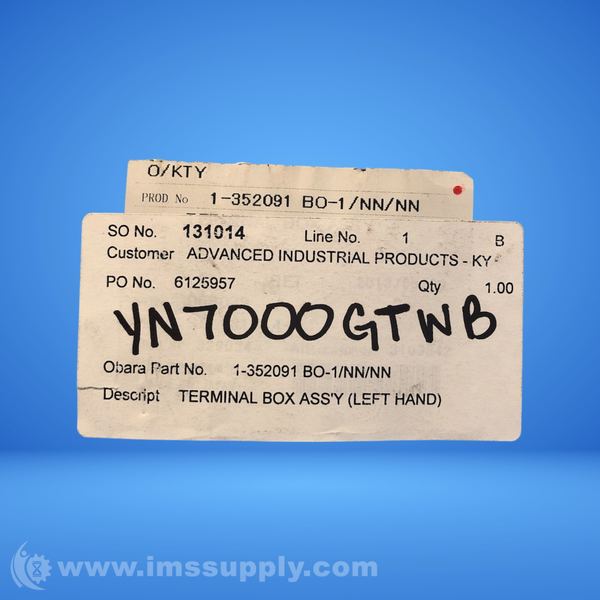 O/KTY
PROD No 1-352091 BO-1/NN/NN
SO No. 131014 Line No. 1 B
Customer ADVANCED INDUSTRIAL PRODUCTS - KY-
PO No. 6125957 Qty 1.00
YN7000GTWB
Obara Part No. 1-352091 BO-1/NN/NN
Descript TERMINAL BOX ASS'Y (LEFT HAND)
www.imssupply.com